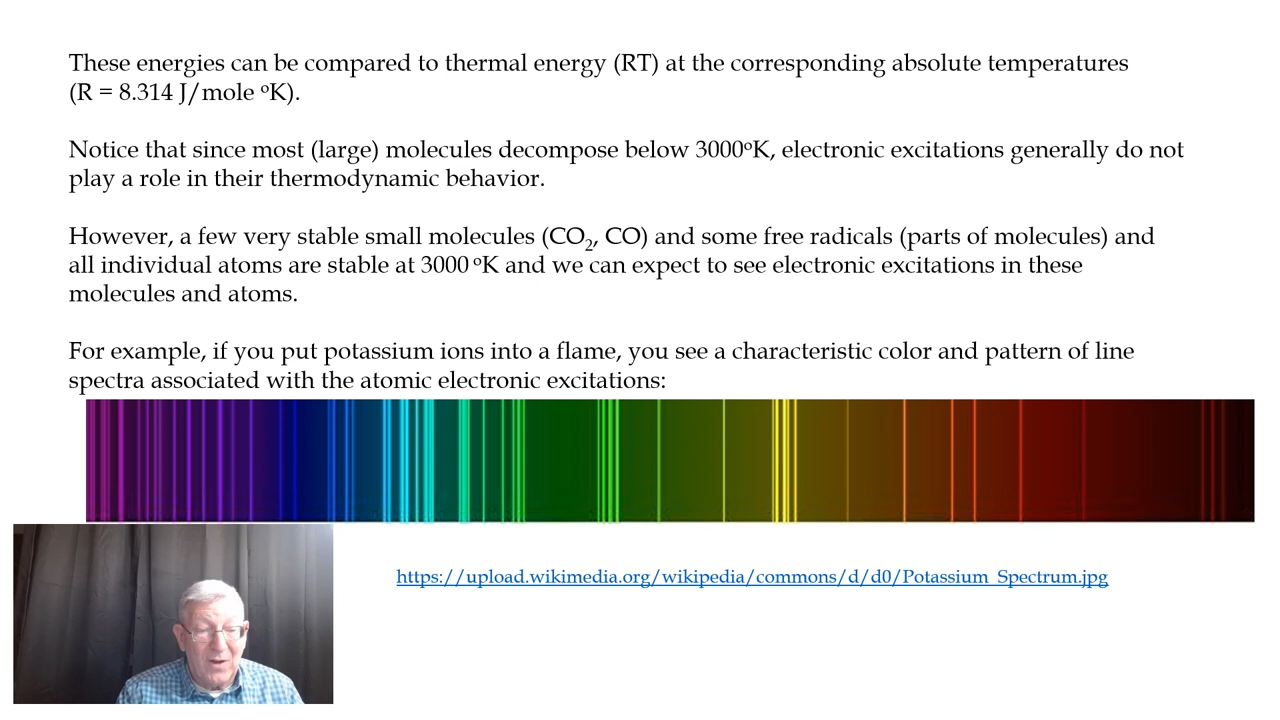 These energies can be compared to thermal energy (RT) at the corresponding absolute temperatures
(R = 8.314 J/mole ºK).
Notice that since most (large) molecules decompose below 3000ºK, electronic excitations generally do not
play a role in their thermodynamic behavior.
However, a few very stable small molecules (CO₂, CO) and some free radicals (parts of molecules) and
all individual atoms are stable at 3000 ºK and we can expect to see electronic excitations in these
molecules and atoms.
For example, if you put potassium ions into a flame, you see a characteristic color and pattern of line
spectra associated with the atomic electronic excitations:
https://upload.wikimedia.org/wikipedia/commons/d/d0/Potassium_Spectrum.jpg